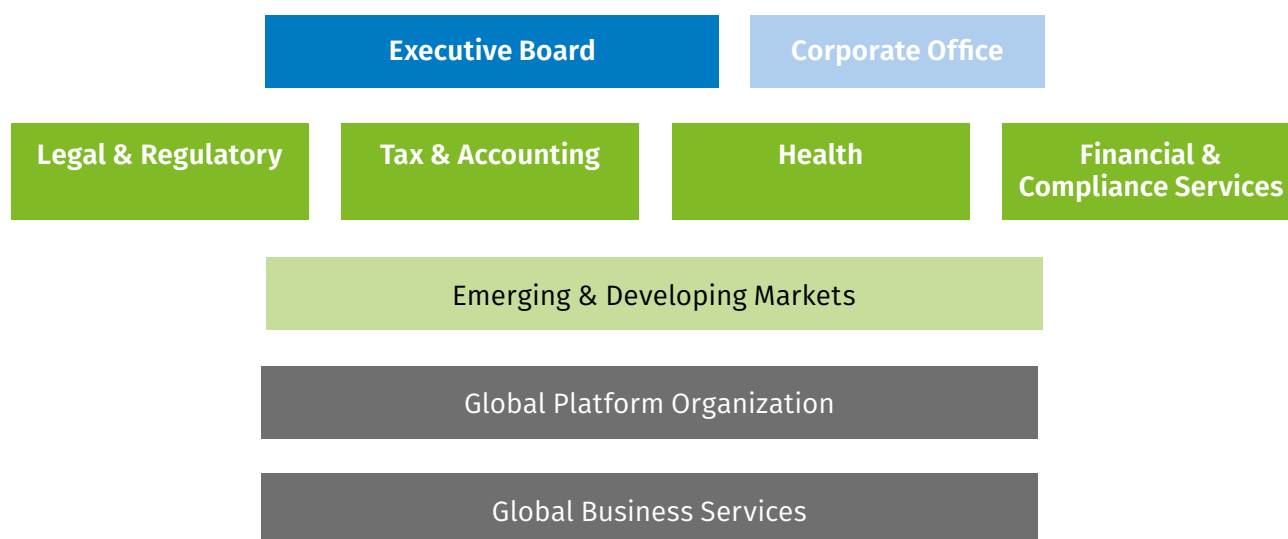 Executive Board
Corporate Office
Legal & Regulatory
Tax & Accounting
Health
Financial &
Compliance Services
Emerging & Developing Markets
Global Platform Organization
Global Business Services